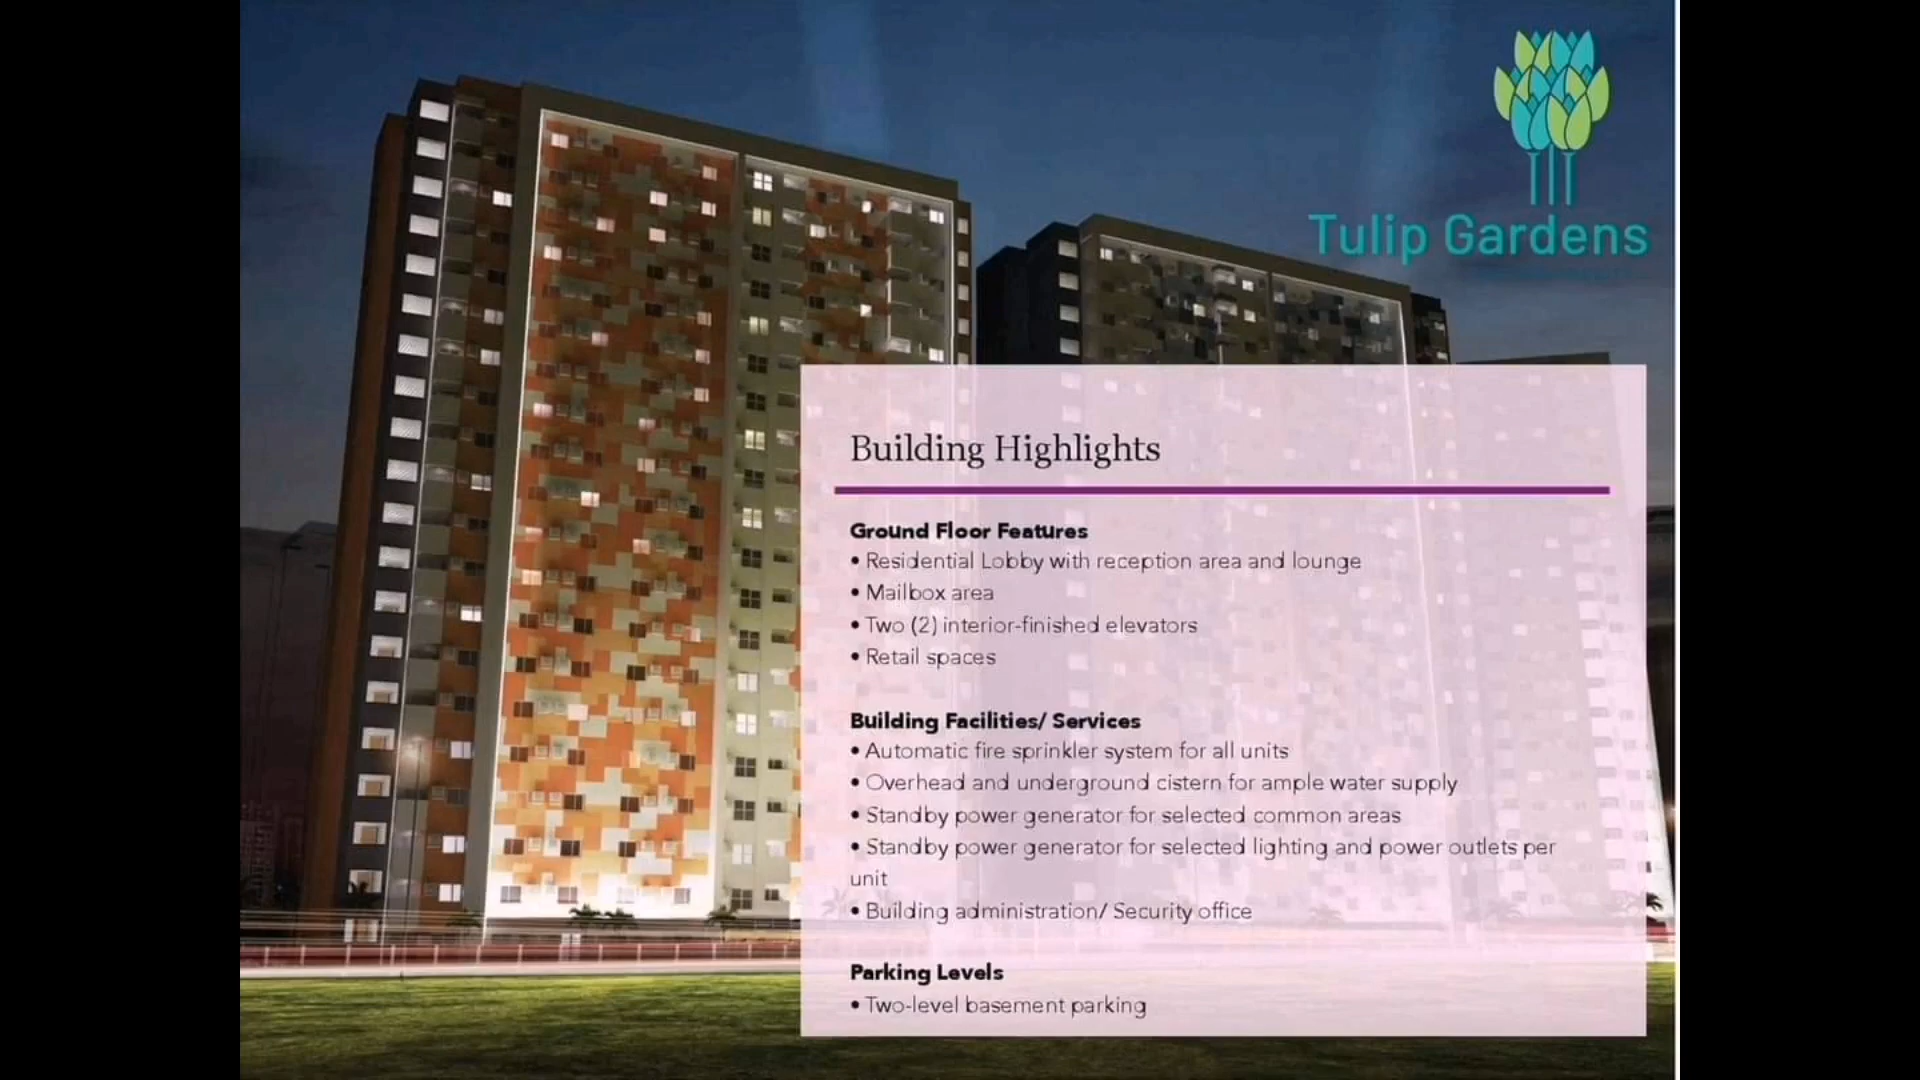 Tulip Gardens
Building Highlights
Ground Floor Features
• Residential Lobby with reception area and lounge
• Mailbox area
• Two (2) interior-finished elevators
• Retail spaces
Building Facilities/ Services
• Automatic fire sprinkler system for all units
• Overhead and underground cistern for ample water supply
• Standby power generator for selected common areas
• Standby power generator for selected lighting and power outlets per
unit
• Building administration/ Security office
Parking Levels
• Two-level basement parking